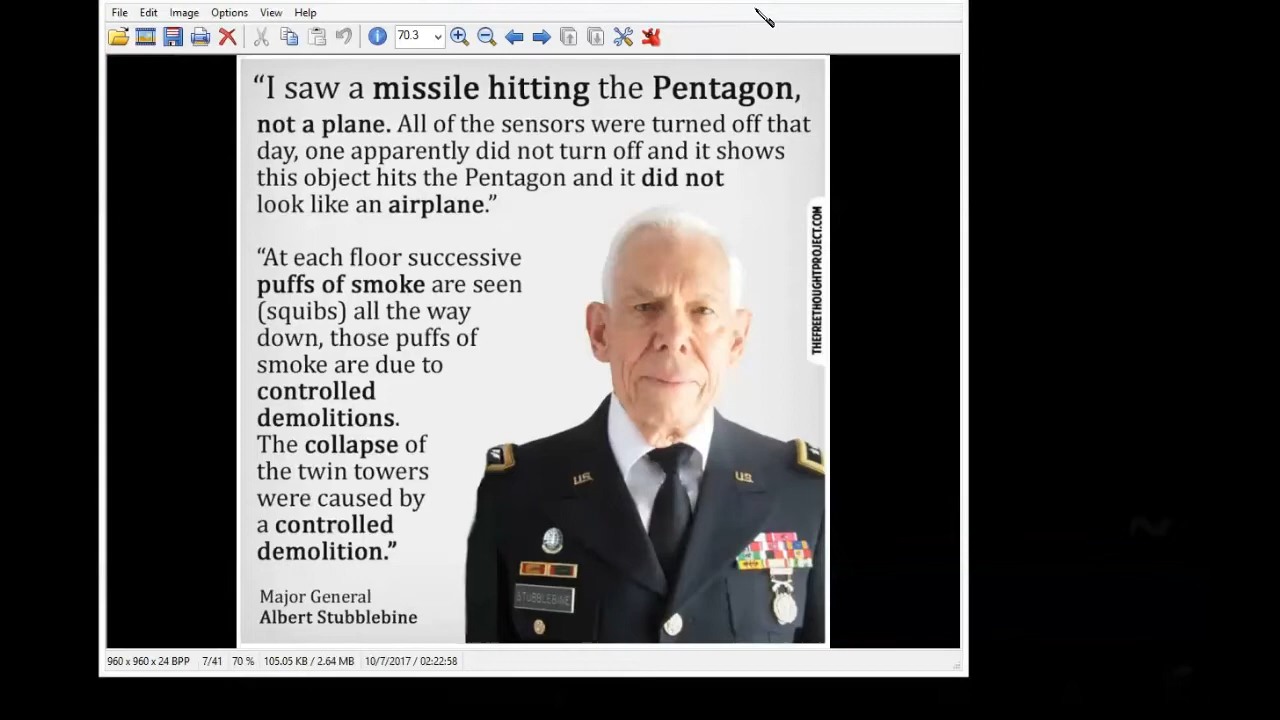 File Edit Image Options View Help
70.3
“I saw a missile hitting the Pentagon,
not a plane. All of the sensors were turned off that
day, one apparently did not turn off and it shows
this object hits the Pentagon and it did not
look like an airplane.”
“At each floor successive
puffs of smoke are seen
(squibs) all the way
down, those puffs of
smoke are due to
controlled
demolitions.
The collapse of
the twin towers
were caused by
a controlled
demolition.”
Major General
Albert Stubblebine
THEFREETHOUGHTPROJECT.COM
US
US
STUBBLEBINE
960 x 960 x 24 BPP 7/41 70 % 105.05 KB / 2.64 MB 10/7/2017 / 02:22:58